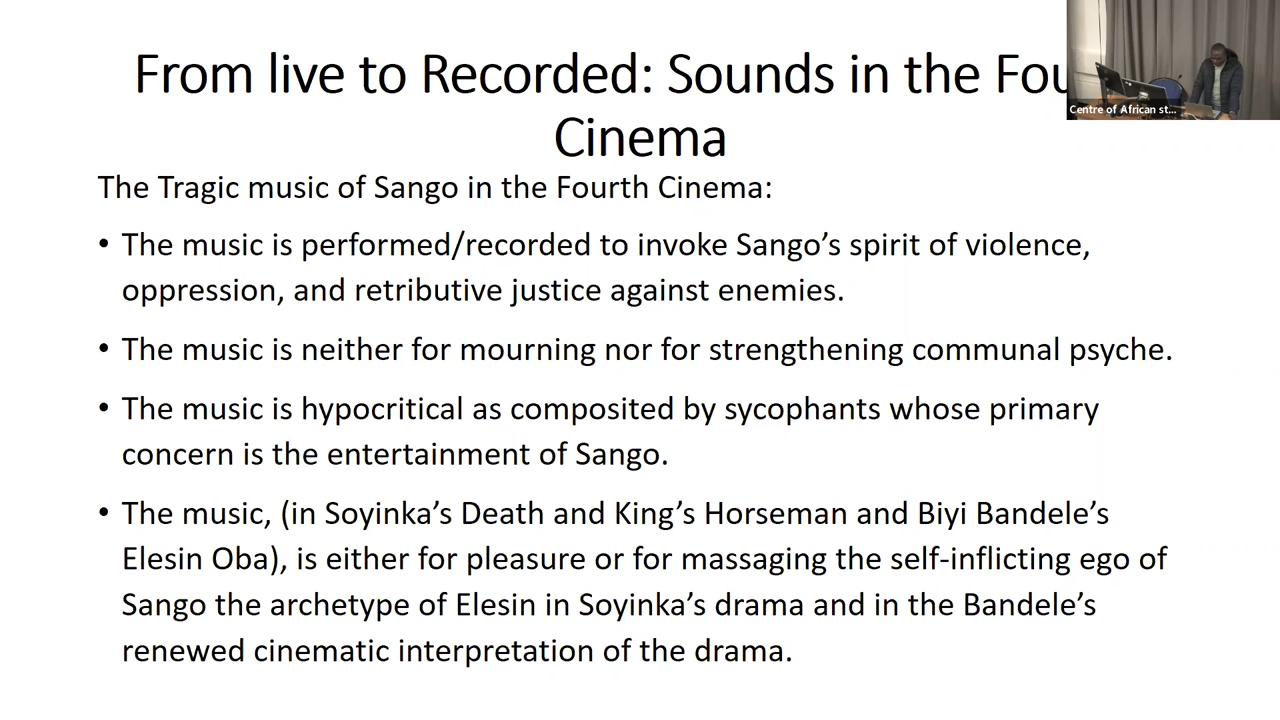 From live to Recorded: Sounds in the Fou
Cinema
Centre of African st...
The Tragic music of Sango in the Fourth Cinema:
• The music is performed/recorded to invoke Sango’s spirit of violence,
oppression, and retributive justice against enemies.
• The music is neither for mourning nor for strengthening communal psyche.
• The music is hypocritical as composited by sycophants whose primary
concern is the entertainment of Sango.
• The music, (in Soyinka’s Death and King’s Horseman and Biyi Bandele’s
Elesin Oba), is either for pleasure or for massaging the self-inflicting ego of
Sango the archetype of Elesin in Soyinka’s drama and in the Bandele’s
renewed cinematic interpretation of the drama.